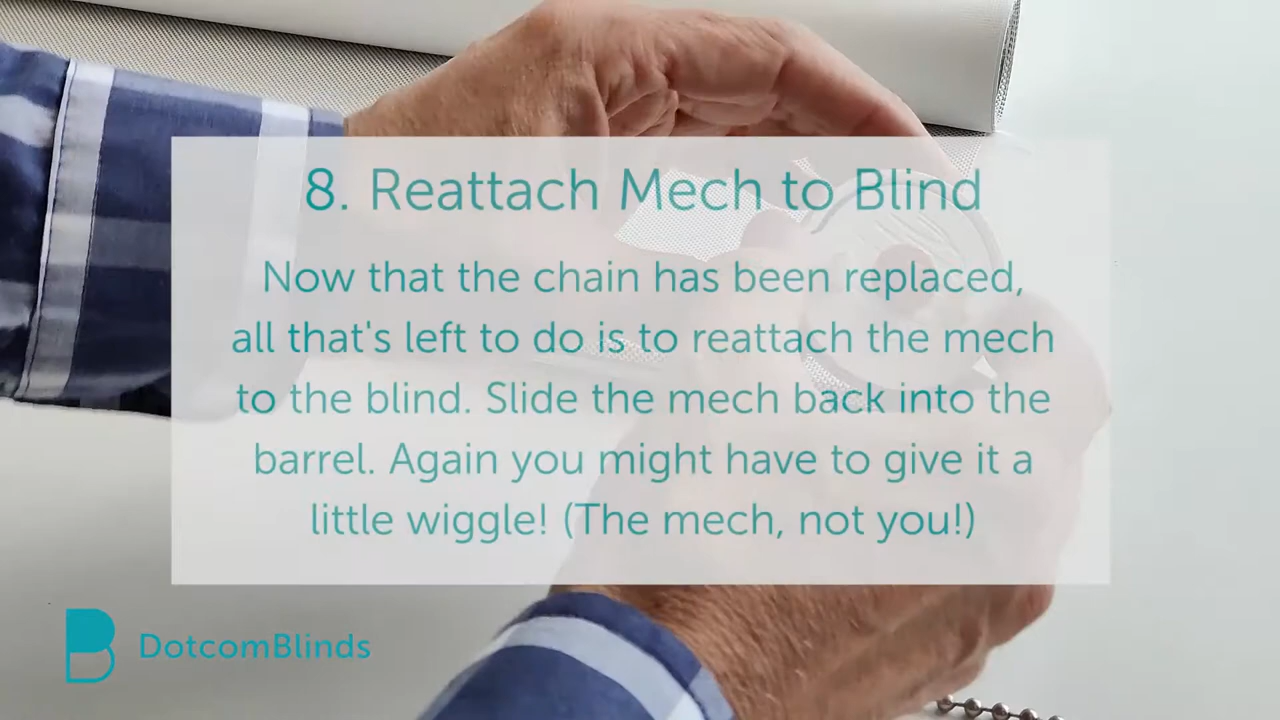 8. Reattach Mech to Blind
Now that the chain has been replaced,
all that's left to do is to reattach the mech
to the blind. Slide the mech back into the
barrel. Again you might have to give it a
little wiggle! (The mech, not you!)
DotcomBlinds